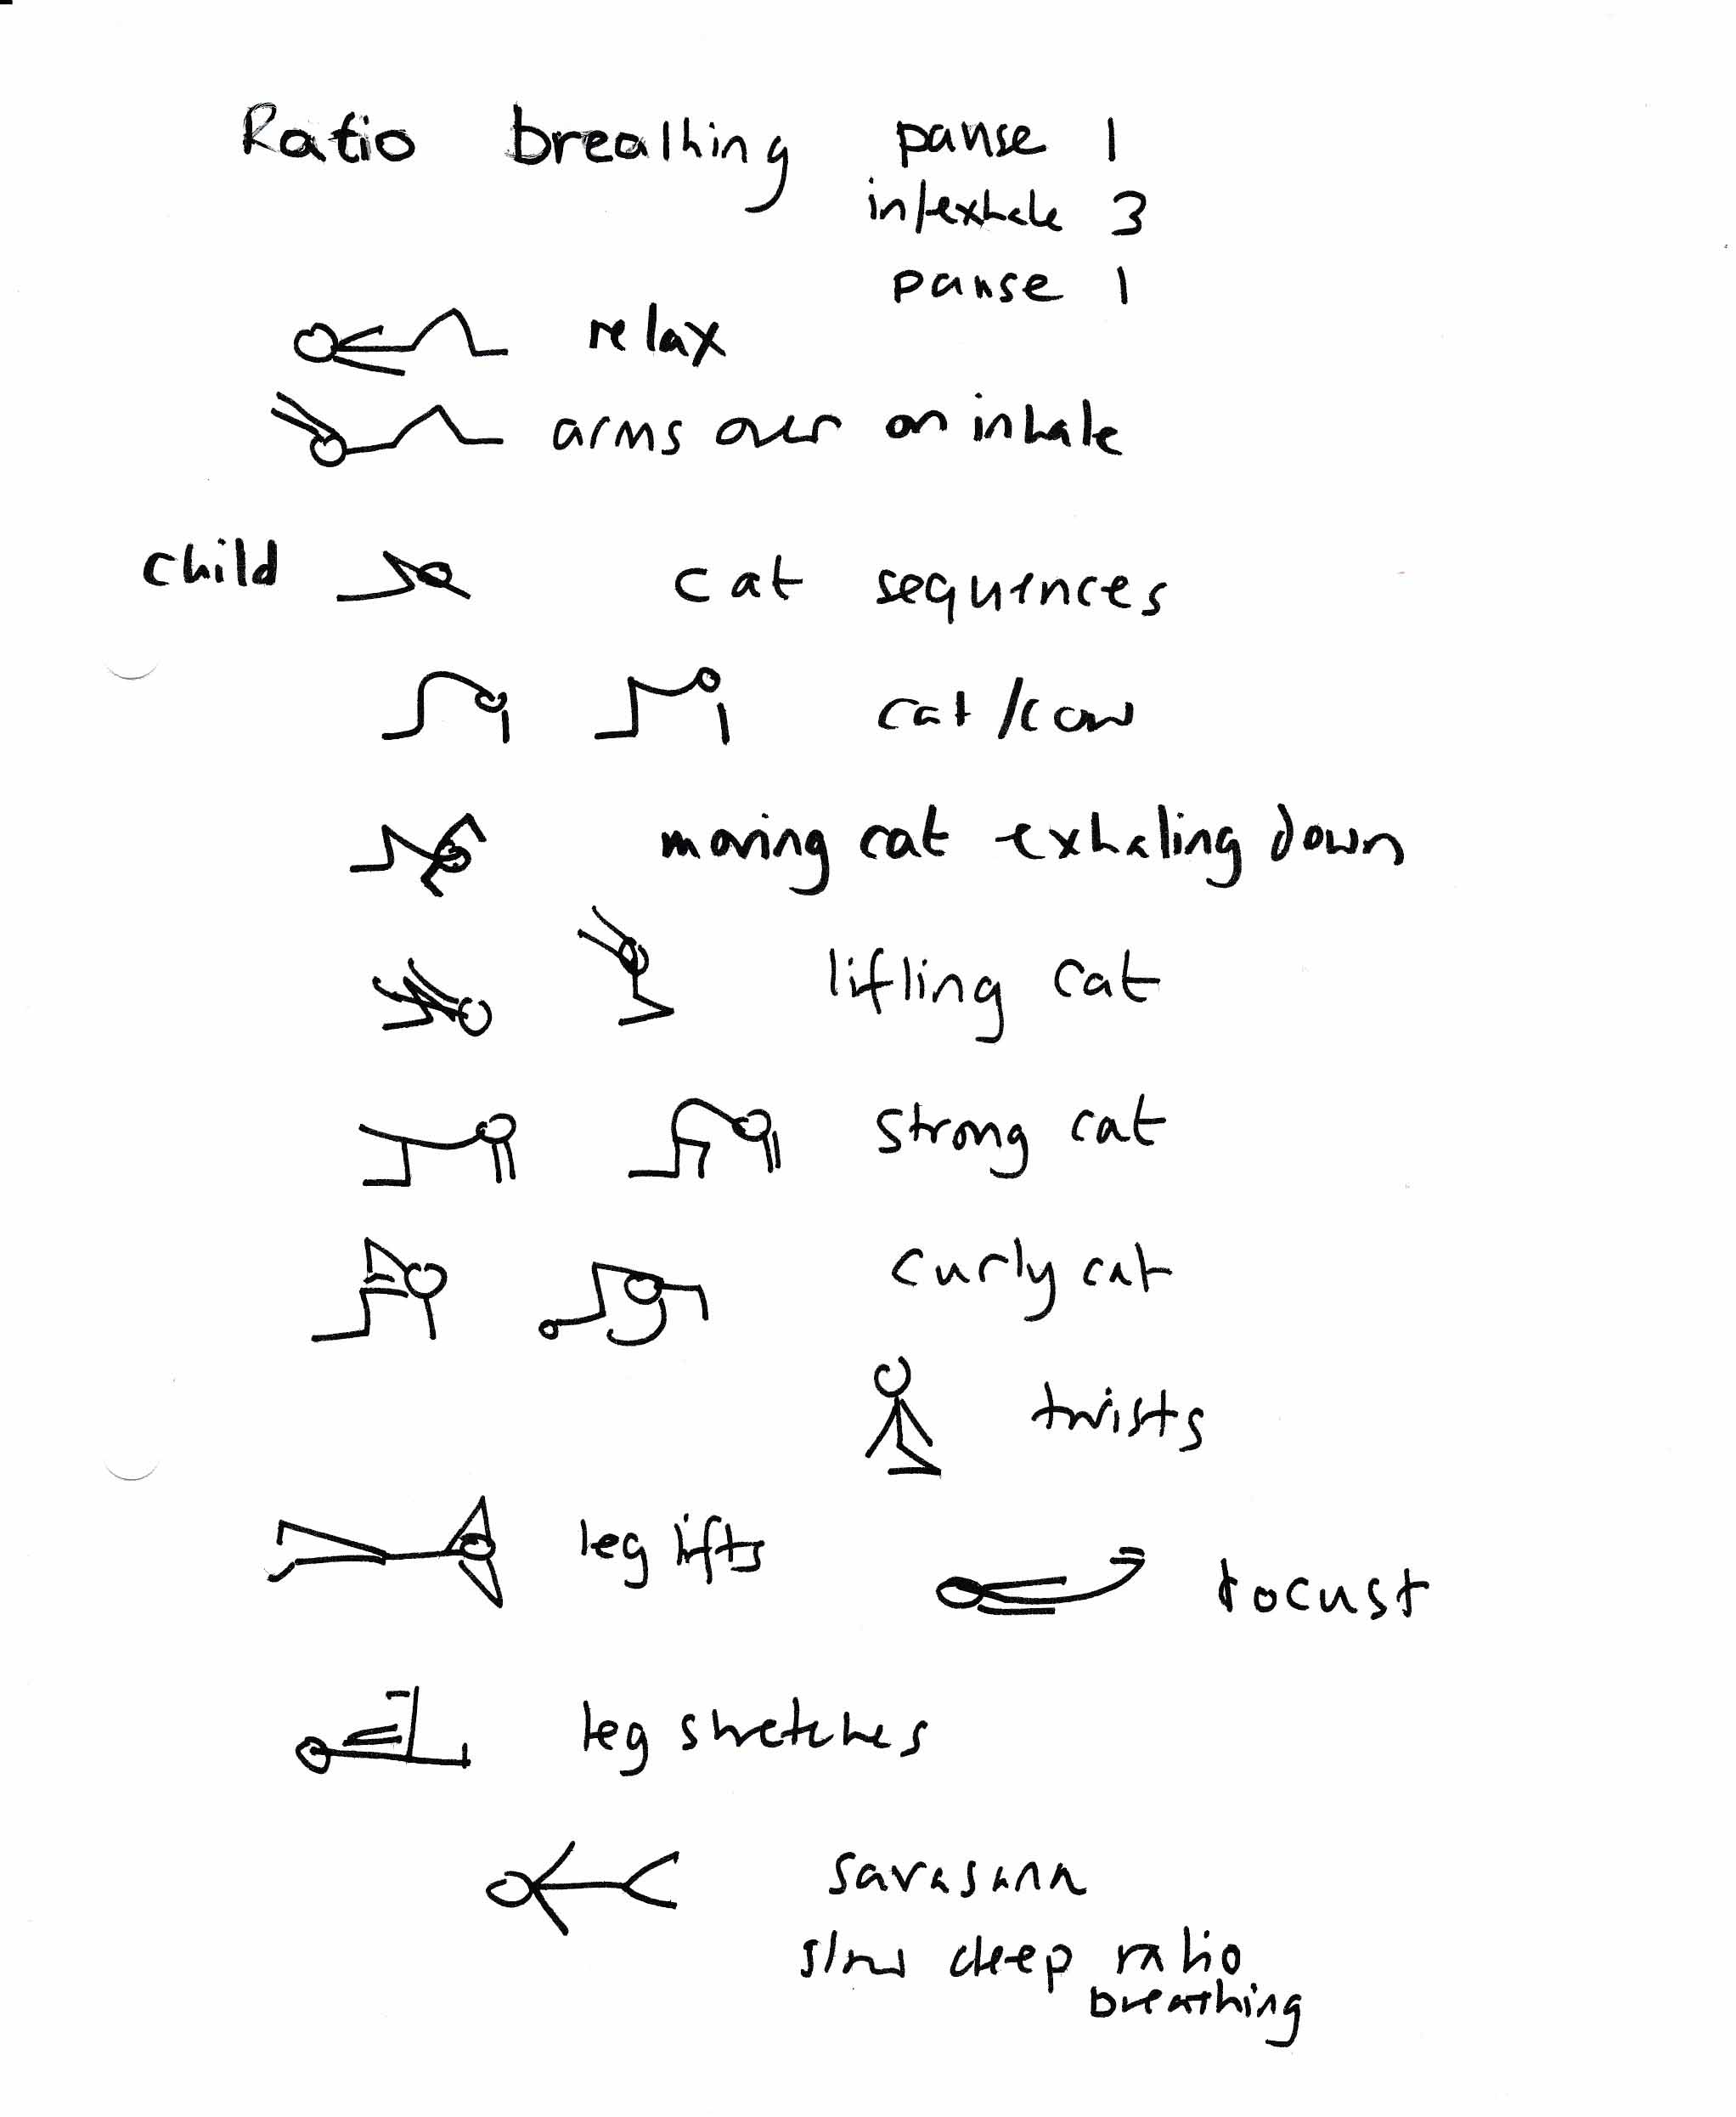 Ratio breathing pause 1
in/exhale 3
pause 1
relax
arms over on inhale
child cat sequences
cat/cow
moving cat exhaling down
lifting cat
strong cat
curly cat
twists
leg lifts
locust
leg stretches
savasana
slow deep ratio
breathing